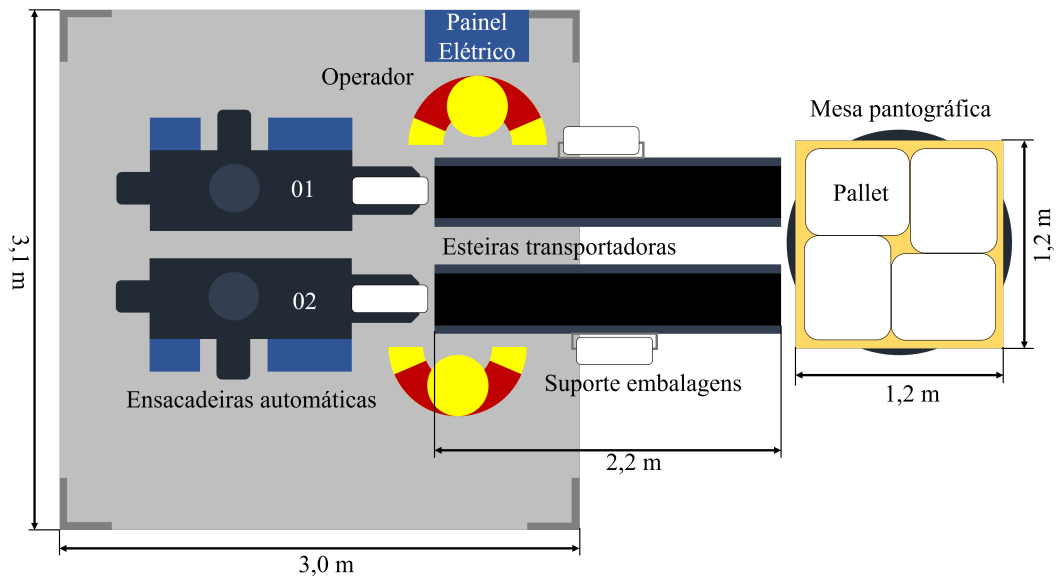 Painel
Elétrico
Operador
Mesa pantográfica
01
Pallet
Esteiras transportadoras
3,1 m
1,2 m
02
Suporte embalagens
Ensacadeiras automáticas
1,2 m
2,2 m
3,0 m